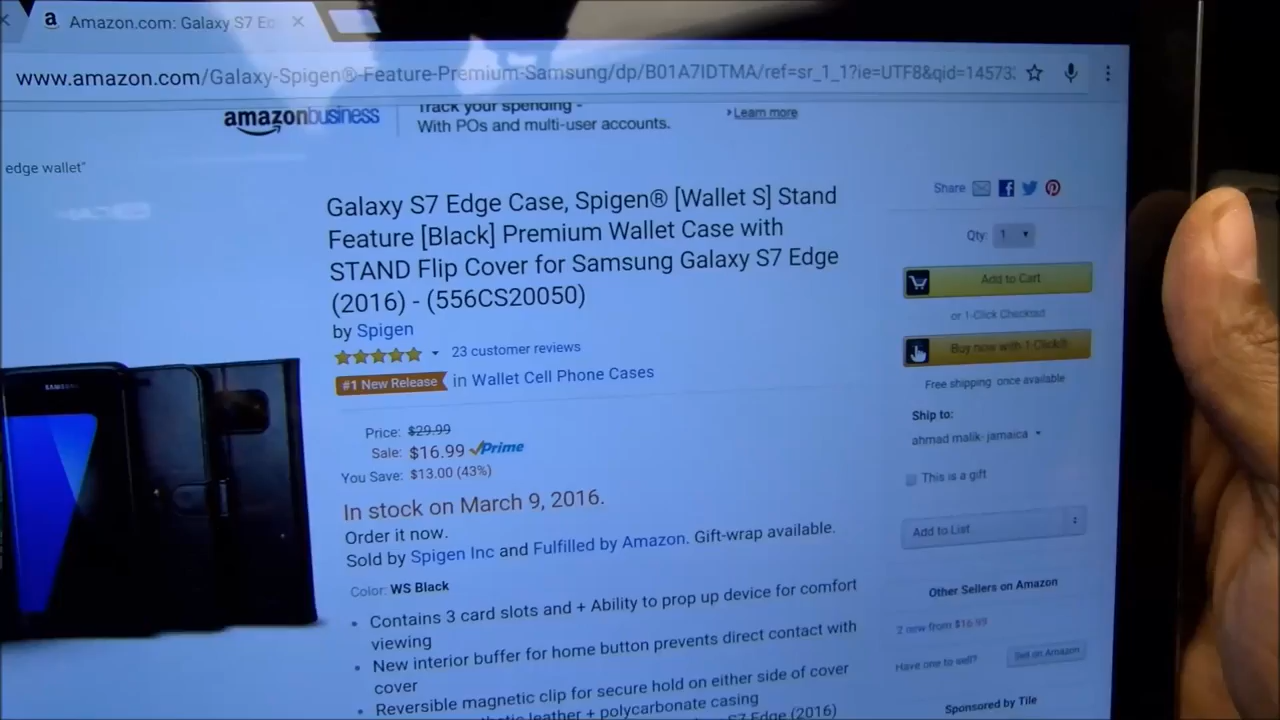 Amazon.com: Galaxy S7 Ed
www.amazon.com/Galaxy-Spigen®-Feature-Premium-Samsung/dp/B01A7IDTMA/ref=sr_1_1?ie=UTF8&qid=14573
amazonbusiness
Track your spending -
With POs and multi-user accounts.
Learn more
edge wallet"
Galaxy S7 Edge Case, Spigen® [Wallet S] Stand
Feature [Black] Premium Wallet Case with
STAND Flip Cover for Samsung Galaxy S7 Edge
(2016) - (556CS20050)
by Spigen
23 customer reviews
#1 New Release in Wallet Cell Phone Cases
Price: $29.99
Sale: $16.99 Prime
You Save: $13.00 (43%)
In stock on March 9, 2016.
Order it now.
Sold by Spigen Inc and Fulfilled by Amazon. Gift-wrap available.
Color: WS Black
• Contains 3 card slots and + Ability to prop up device for comfort
viewing
• New interior buffer for home button prevents direct contact with
cover
• Reversible magnetic clip for secure hold on either side of cover
leather + polycarbonate casing
S7 Edge (2016)
Share
Qty: 1
Add to Cart
or 1-Click Checkout
Buy now with 1-Click®
Free shipping once available
Ship to:
ahmad malik- jamaica
This is a gift
Add to List
Other Sellers on Amazon
2 new from $16.99
Have one to sell?
Sell on Amazon
Sponsored by Tile
SAMSUNG